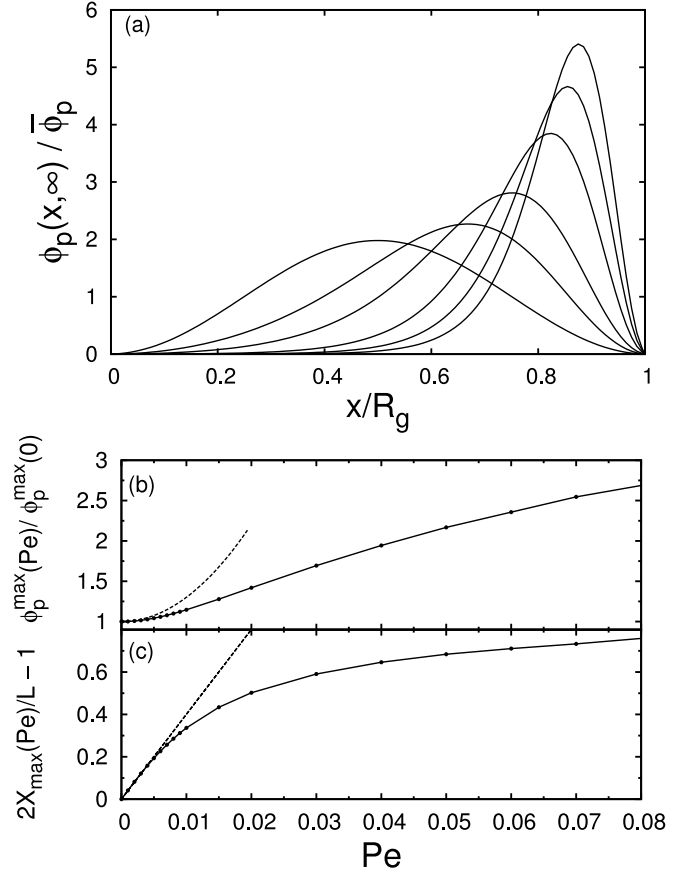 (a)
ϕₚ(x,∞) / ϕ̅ₚ
6
5
4
3
2
1
0
0 0.2 0.4 0.6 0.8 1
x/R_g
(b)
ϕₚᵐᵃˣ(Pe)/ ϕₚᵐᵃˣ(0)
3
2.5
2
1.5
1
(c)
2X_max(Pe)/L – 1
0.6
0.4
0.2
0
0 0.01 0.02 0.03 0.04 0.05 0.06 0.07 0.08
Pe